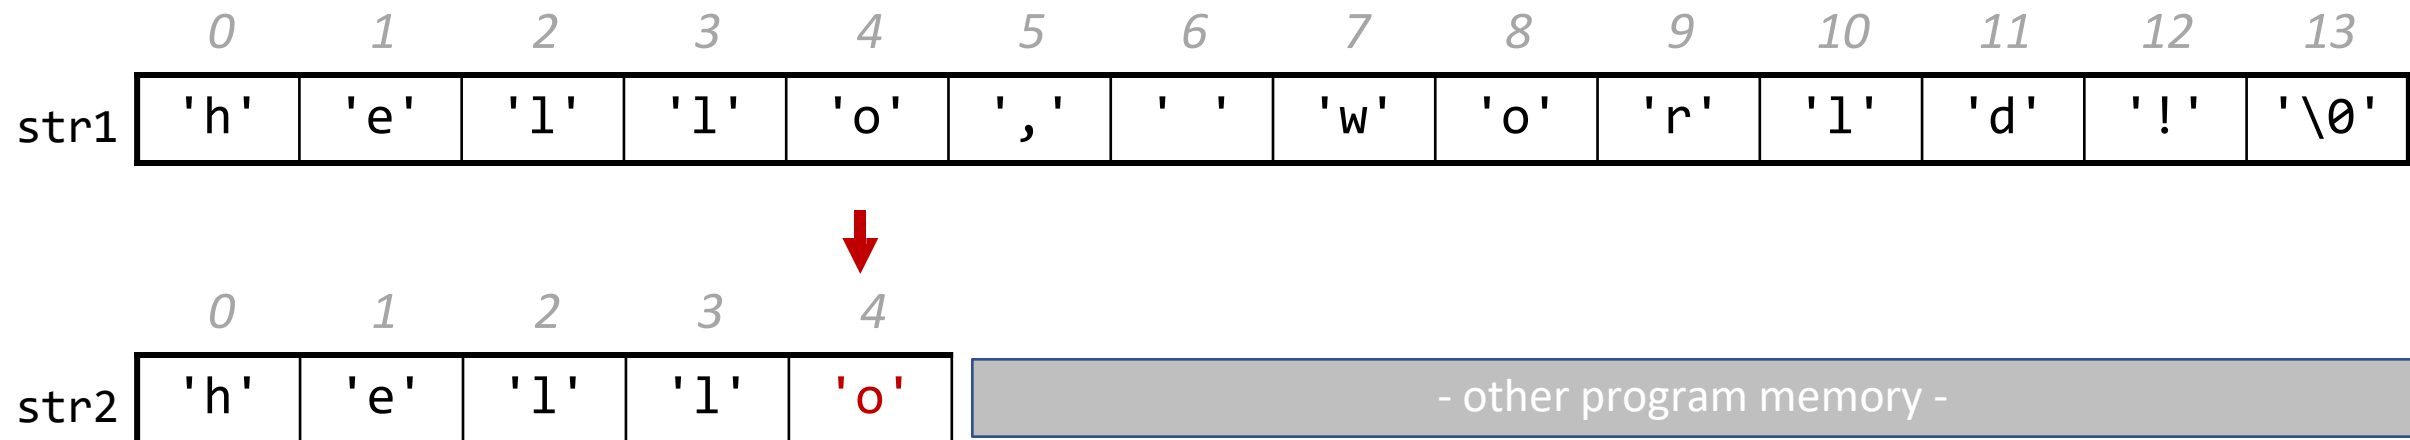 0 1 2 3 4 5 6 7 8 9 10 11 12 13
str1 'h' 'e' 'l' 'l' 'o' ',' ' ' 'w' 'o' 'r' 'l' 'd' '!' '\0'
0 1 2 3 4
str2 'h' 'e' 'l' 'l' 'o' - other program memory -